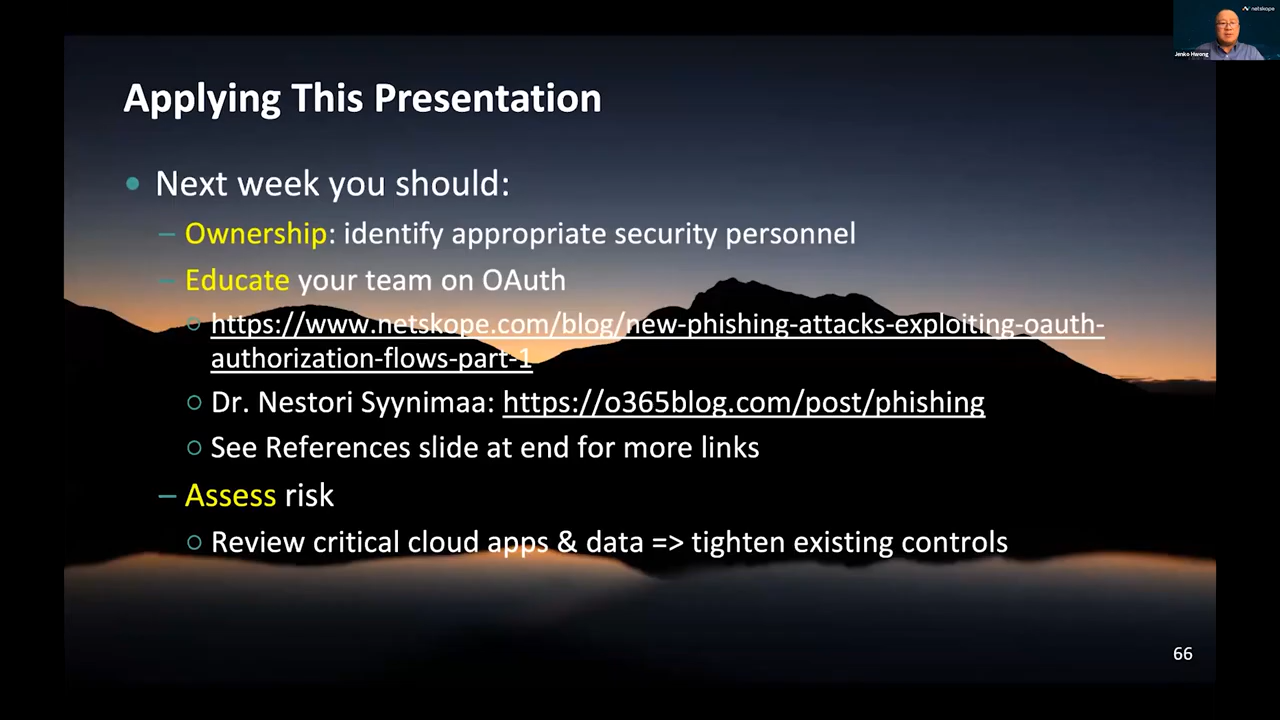 netskope
Jenko Hwong
Applying This Presentation
• Next week you should:
– Ownership: identify appropriate security personnel
– Educate your team on OAuth
○ https://www.netskope.com/blog/new-phishing-attacks-exploiting-oauth-
authorization-flows-part-1
○ Dr. Nestori Syynimaa: https://o365blog.com/post/phishing
○ See References slide at end for more links
– Assess risk
○ Review critical cloud apps & data => tighten existing controls
66